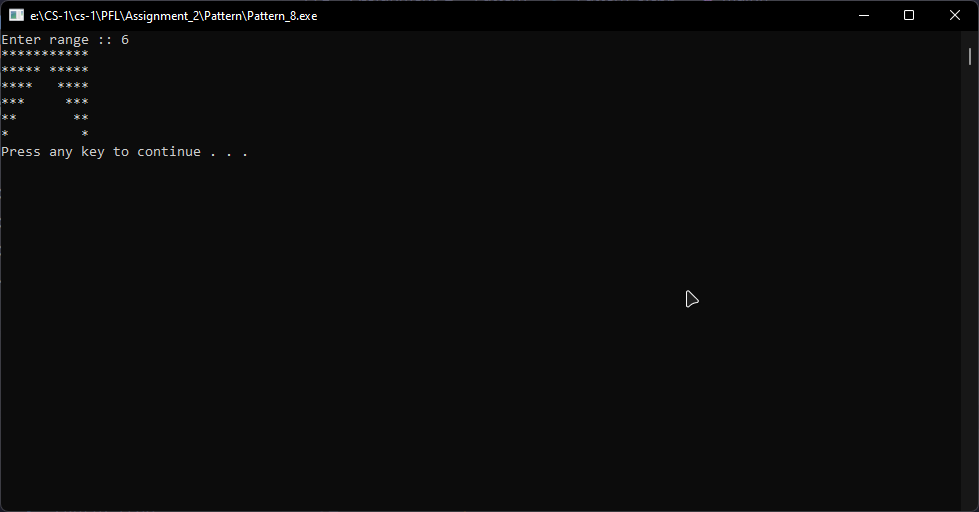 e:\CS-1\cs-1\PFL\Assignment_2\Pattern\Pattern_8.exe
Enter range :: 6
***********
***** *****
****   ****
***     ***
**       **
*         *
Press any key to continue . . .